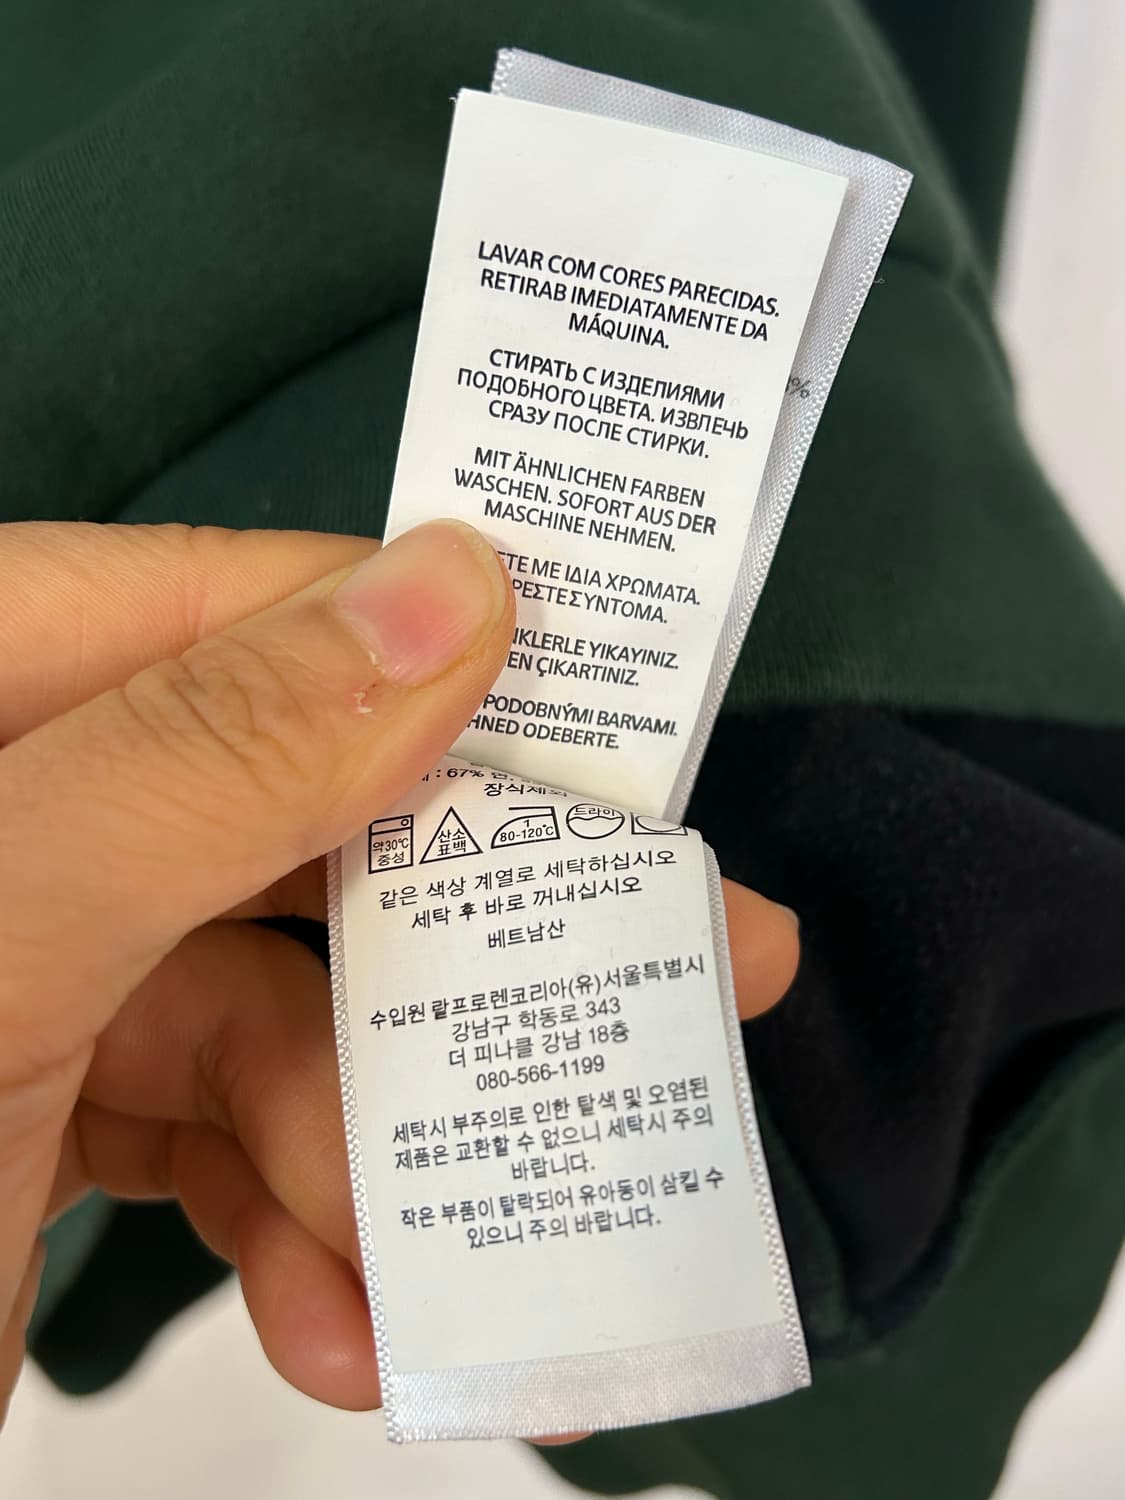 LAVAR COM CORES PARECIDAS.
RETIRAB IMEDIATAMENTE DA
MÁQUINA.
СТИРАТЬ С ИЗДЕЛИЯМИ
ПОДОБНОГО ЦВЕТА. ИЗВЛЕЧЬ
СРАЗУ ПОСЛЕ СТИРКИ.
MIT ÄHNLICHEN FARBEN
WASCHEN. SOFORT AUS DER
MASCHINE NEHMEN.
ΜΕ ΙΔΙΑ ΧΡΩΜΑΤΑ.
ΣΥΝΤΟΜΑ.
YIKAYINIZ.
ÇIKARTINIZ.
PODOBNÝMI BARVAMI.
ODEBERTE.
%
: 67%
장식제외
약30℃
중성
산소
표백
1
80-120℃
드라이
같은 색상 계열로 세탁하십시오
세탁 후 바로 꺼내십시오
베트남산
수입원 랄프로렌코리아(유)서울특별시
강남구 학동로 343
더 피나클 강남 18층
080-566-1199
세탁시 부주의로 인한 탈색 및 오염된
제품은 교환할 수 없으니 세탁시 주의
바랍니다.
작은 부품이 탈락되어 유아동이 삼킬 수
있으니 주의 바랍니다.